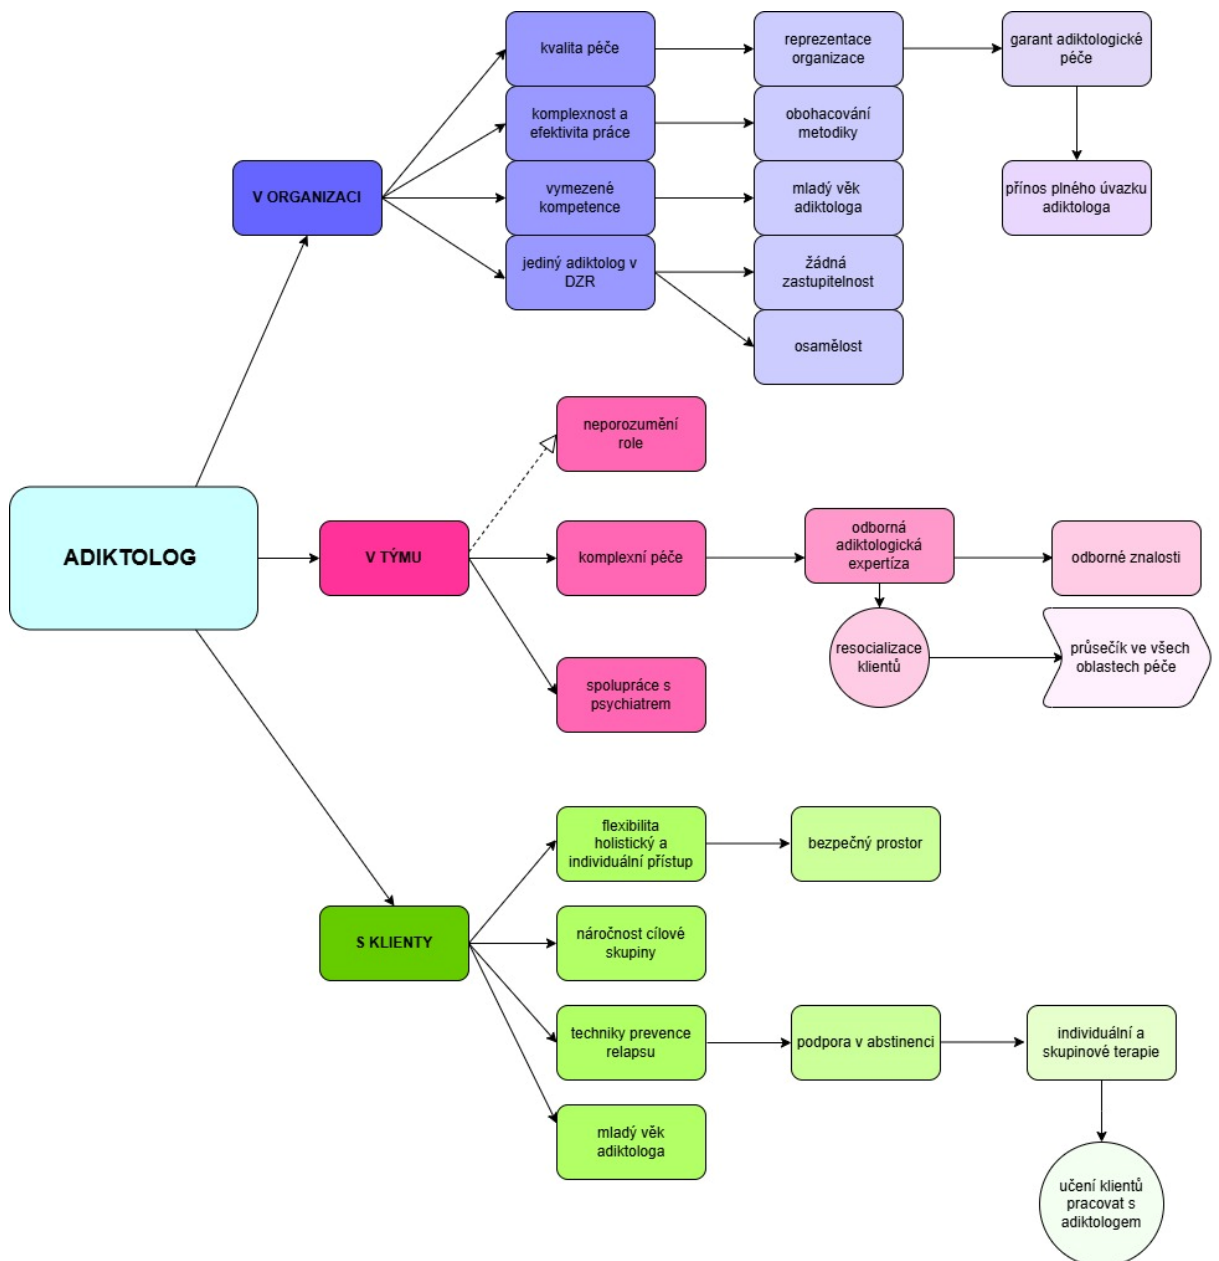 kvalita péče
reprezentace
organizace
garant adiktologické
péče
komplexnost a
efektivita práce
obohacování
metodiky
V ORGANIZACI
vymezené
kompetence
mladý věk
adiktologa
přínos plného úvazku
adiktologa
jediný adiktolog v
DZR
žádná
zastupitelnost
osamělost
neporozumění
role
ADIKTOLOG
V TÝMU
komplexní péče
odborná
adiktologická
expertíza
odborné znalosti
resocializace
klientů
průsečík ve všech
oblastech péče
spolupráce s
psychiatrem
flexibilita
holistický a
individuální přístup
bezpečný prostor
S KLIENTY
náročnost cílové
skupiny
techniky prevence
relapsu
podpora v abstinenci
individuální a
skupinové terapie
mladý věk
adiktologa
učení klientů
pracovat s
adiktologem